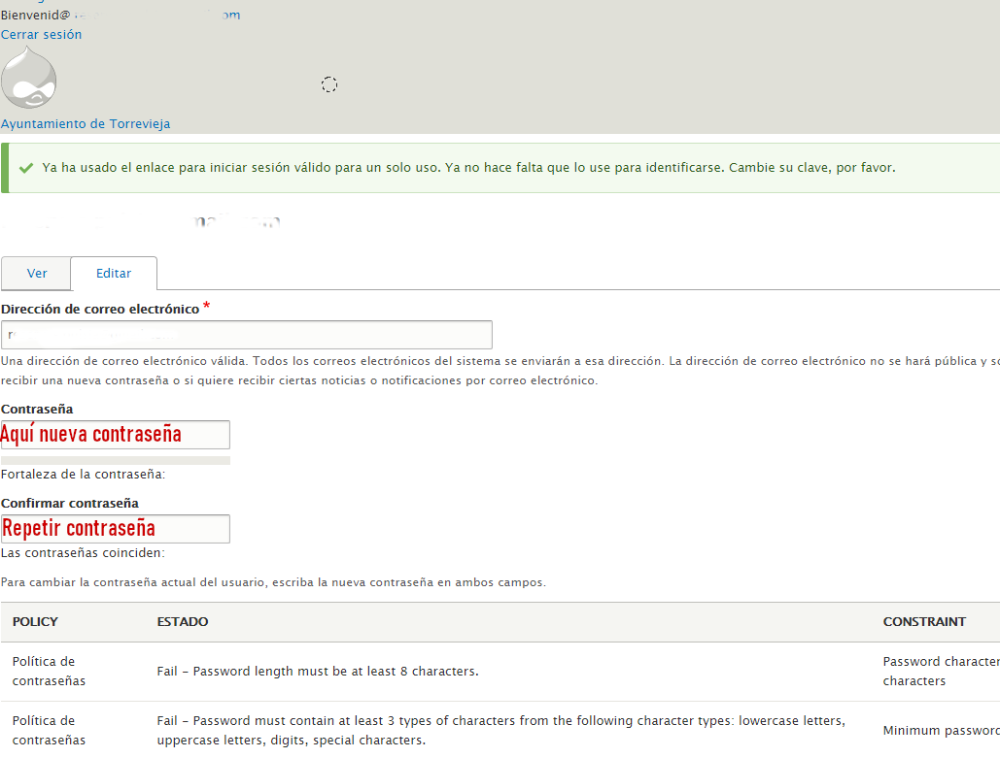 Bienvenid@
om
Cerrar sesión
Ayuntamiento de Torrevieja
Ya ha usado el enlace para iniciar sesión válido para un solo uso. Ya no hace falta que lo use para identificarse. Cambie su clave, por favor.
Ver
Editar
Dirección de correo electrónico *
r
Una dirección de correo electrónico válida. Todos los correos electrónicos del sistema se enviarán a esa dirección. La dirección de correo electrónico no se hará pública y so
recibir una nueva contraseña o si quiere recibir ciertas noticias o notificaciones por correo electrónico.
Contraseña
Aquí nueva contraseña
Fortaleza de la contraseña:
Confirmar contraseña
Repetir contraseña
Las contraseñas coinciden:
Para cambiar la contraseña actual del usuario, escriba la nueva contraseña en ambos campos.
POLICY ESTADO CONSTRAINT
Política de
contraseñas
Fail - Password length must be at least 8 characters.
Password character
characters
Política de
contraseñas
Fail - Password must contain at least 3 types of characters from the following character types: lowercase letters,
uppercase letters, digits, special characters.
Minimum password